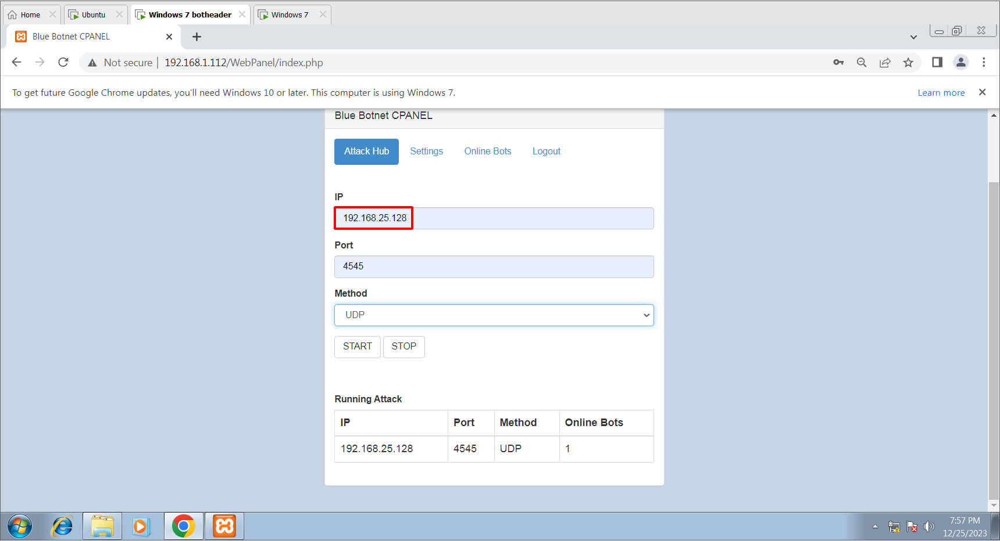 Home
Ubuntu
Windows 7 botheader
Windows 7
Blue Botnet CPANEL
Not secure
192.168.1.112/WebPanel/index.php
To get future Google Chrome updates, you'll need Windows 10 or later. This computer is using Windows 7.
Learn more
Blue Botnet CPANEL
Attack Hub
Settings
Online Bots
Logout
IP
192.168.25.128
Port
4545
Method
UDP
START
STOP
Running Attack
IP Port Method Online Bots
192.168.25.128 4545 UDP 1
7:57 PM
12/25/2023